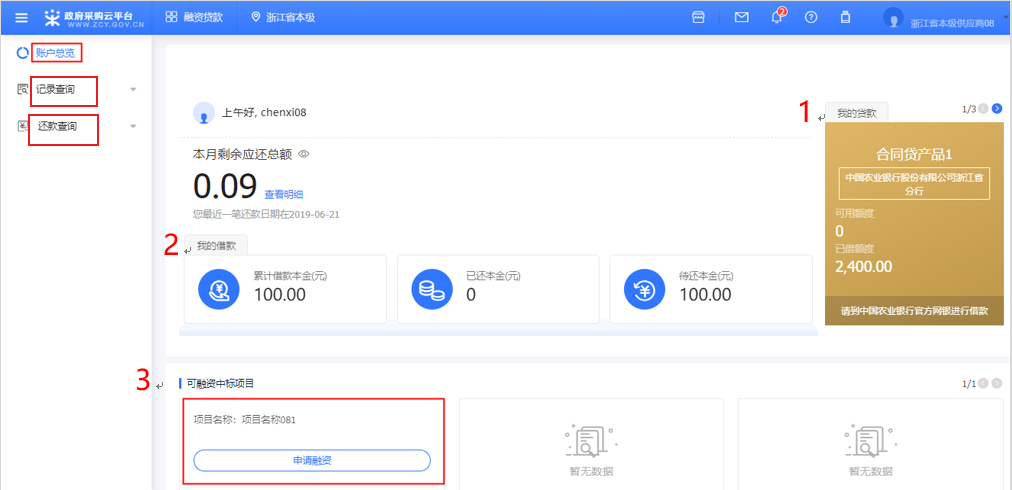 政府采购云平台
WWW.ZCY.GOV.CN
融资贷款
浙江省本级
2
浙江省本级供应商08
账户总览
记录查询
还款查询
上午好, chenxi08
本月剩余应还总额
0.09 查看明细
您最近一笔还款日期在2019-06-21
1
我的贷款
1/3
合同贷产品1
中国农业银行股份有限公司浙江省
分行
可用额度
0
已借额度
2,400.00
请到中国农业银行官方网银进行借款
2
我的借款
累计借款本金(元)
100.00
已还本金(元)
0
待还本金(元)
100.00
3
可融资中标项目
1/1
项目名称: 项目名称081
申请融资
暂无数据
暂无数据